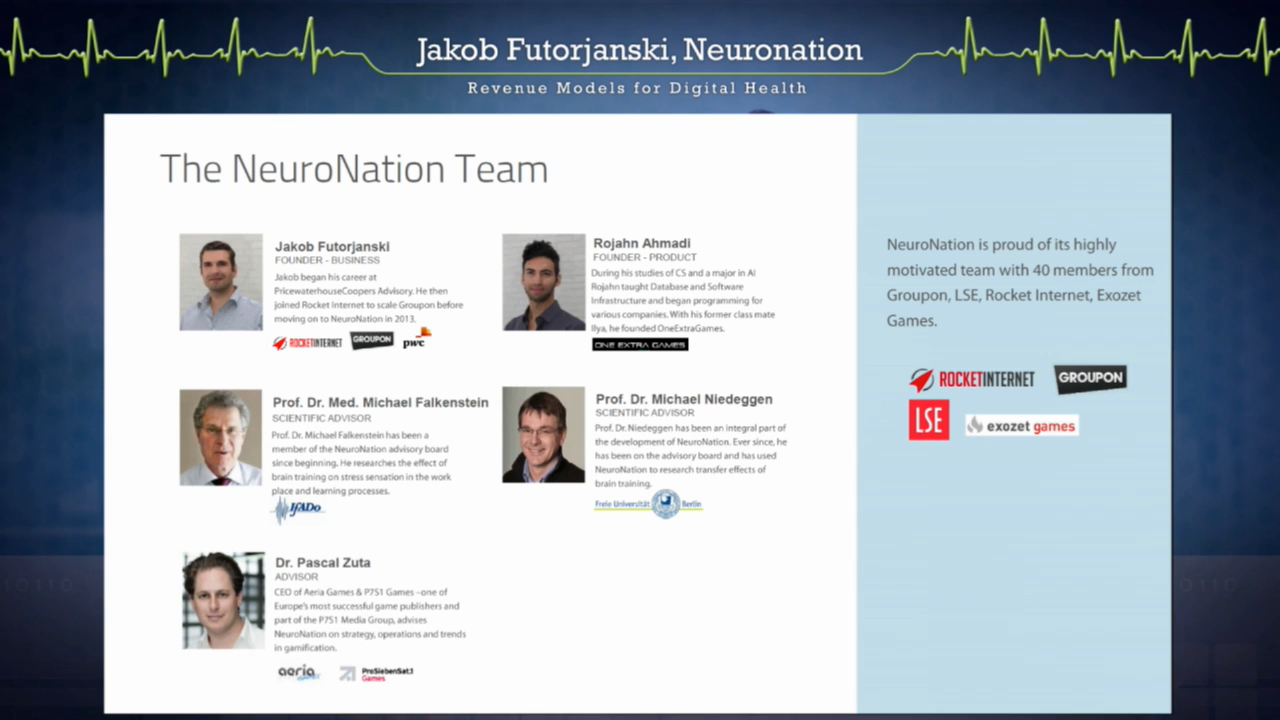 Jakob Futorjanski, Neuronation
Revenue Models for Digital Health
The NeuroNation Team
Jakob Futorjanski
FOUNDER - BUSINESS
Jakob began his career at
PricewaterhouseCoopers Advisory. He then
joined Rocket Internet to scale Groupon before
moving on to NeuroNation in 2013.
ROCKETINTERNET GROUPON pwc
Rojahn Ahmadi
FOUNDER - PRODUCT
During his studies of CS and a major in AI
Rojahn taught Database and Software
Infrastructure and began programming for
various companies. With his former class mate
Ilya, he founded OneExtraGames.
ONE EXTRA GAMES
Prof. Dr. Med. Michael Falkenstein
SCIENTIFIC ADVISOR
Prof. Dr. Michael Falkenstein has been a
member of the NeuroNation advisory board
since beginning. He researches the effect of
brain training on stress sensation in the work
place and learning processes.
IfADo
Prof. Dr. Michael Niedeggen
SCIENTIFIC ADVISOR
Prof. Dr. Niedeggen has been an integral part of
the development of NeuroNation. Ever since, he
has been on the advisory board and has used
NeuroNation to research transfer effects of
brain training.
Freie Universität Berlin
Dr. Pascal Zuta
ADVISOR
CEO of Aeria Games & P7S1 Games –one of
Europe's most successful game publishers and
part of the P7S1 Media Group, advises
NeuroNation on strategy, operations and trends
in gamification.
aeria
ProSiebenSat.1
Games
NeuroNation is proud of its highly
motivated team with 40 members from
Groupon, LSE, Rocket Internet, Exozet
Games.
ROCKETINTERNET GROUPON
LSE exozet games